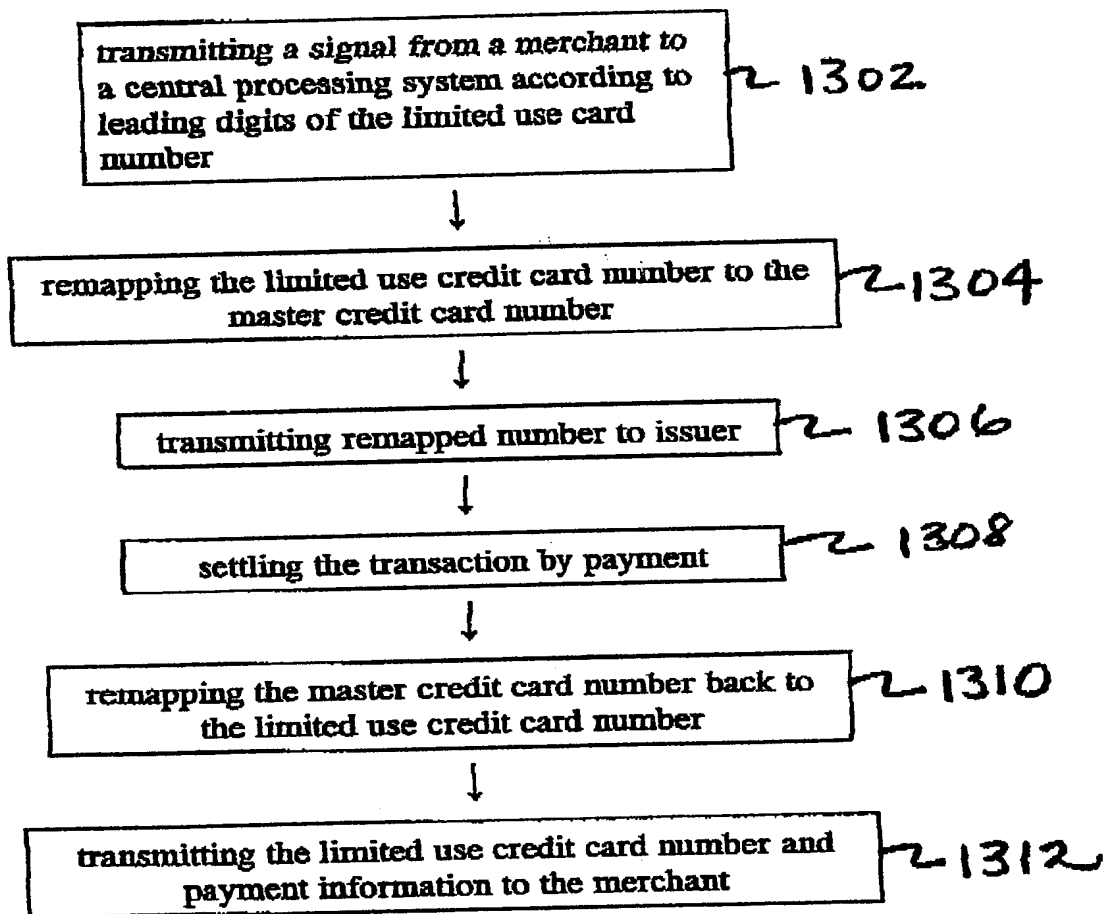 transmitting a signal from a merchant to
a central processing system according to
leading digits of the limited use card
number
1302
remapping the limited use credit card number to the
master credit card number
1304
transmitting remapped number to issuer
1306
settling the transaction by payment
1308
remapping the master credit card number back to
the limited use credit card number
1310
transmitting the limited use credit card number and
payment information to the merchant
1312